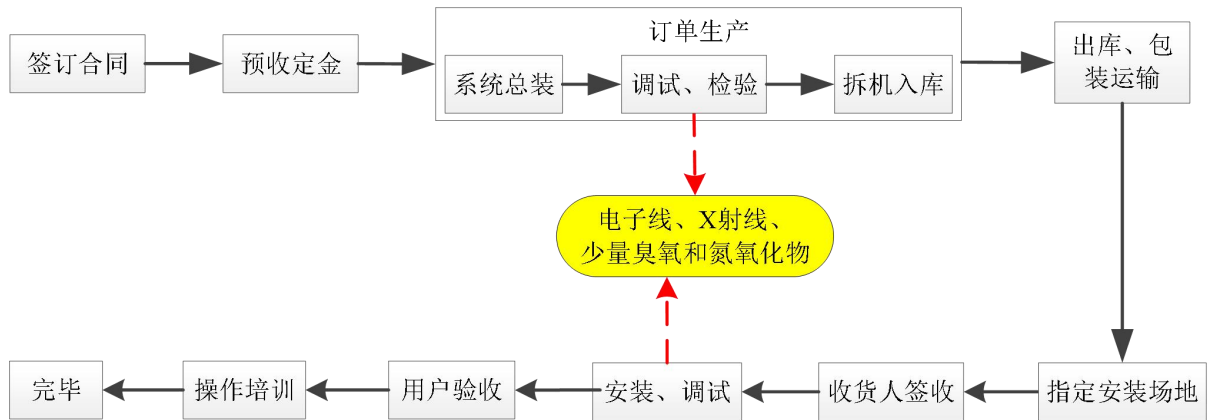 签订合同
预收定金
订单生产
系统总装
调试、检验
拆机入库
出库、包
装运输
电子线、X射线、
少量臭氧和氮氧化物
完毕
操作培训
用户验收
安装、调试
收货人签收
指定安装场地